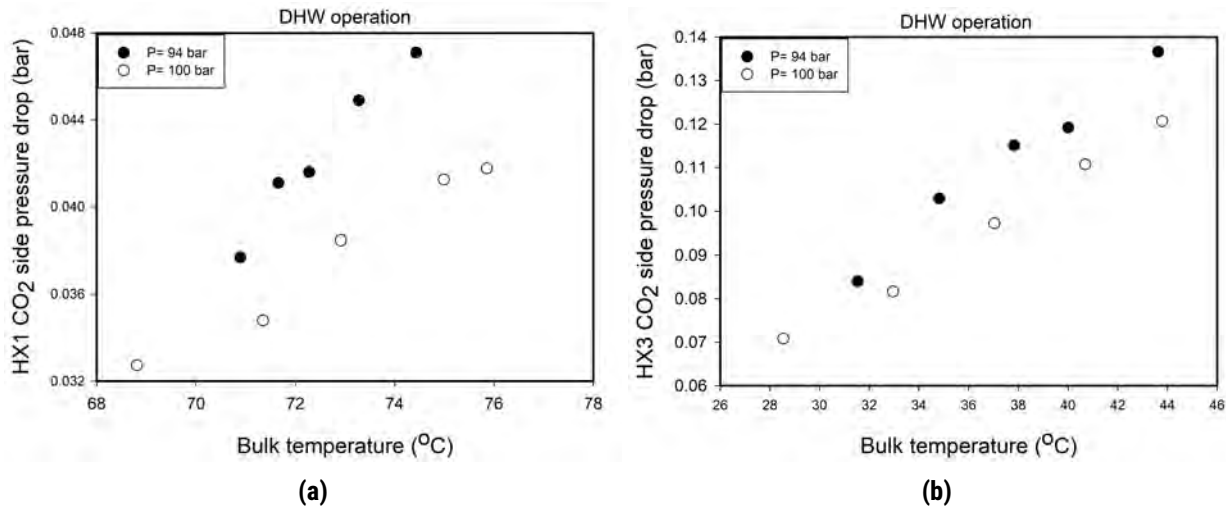 DHW operation
P= 94 bar
P= 100 bar
HX1 CO2 side pressure drop (bar)
0.048
0.044
0.040
0.036
0.032
68
70
72
74
76
78
Bulk temperature (ºC)
(a)
DHW operation
P= 94 bar
P= 100 bar
HX3 CO2 side pressure drop (bar)
0.14
0.13
0.12
0.11
0.10
0.09
0.08
0.07
0.06
26
28
30
32
34
36
38
40
42
44
46
Bulk temperature (ºC)
(b)